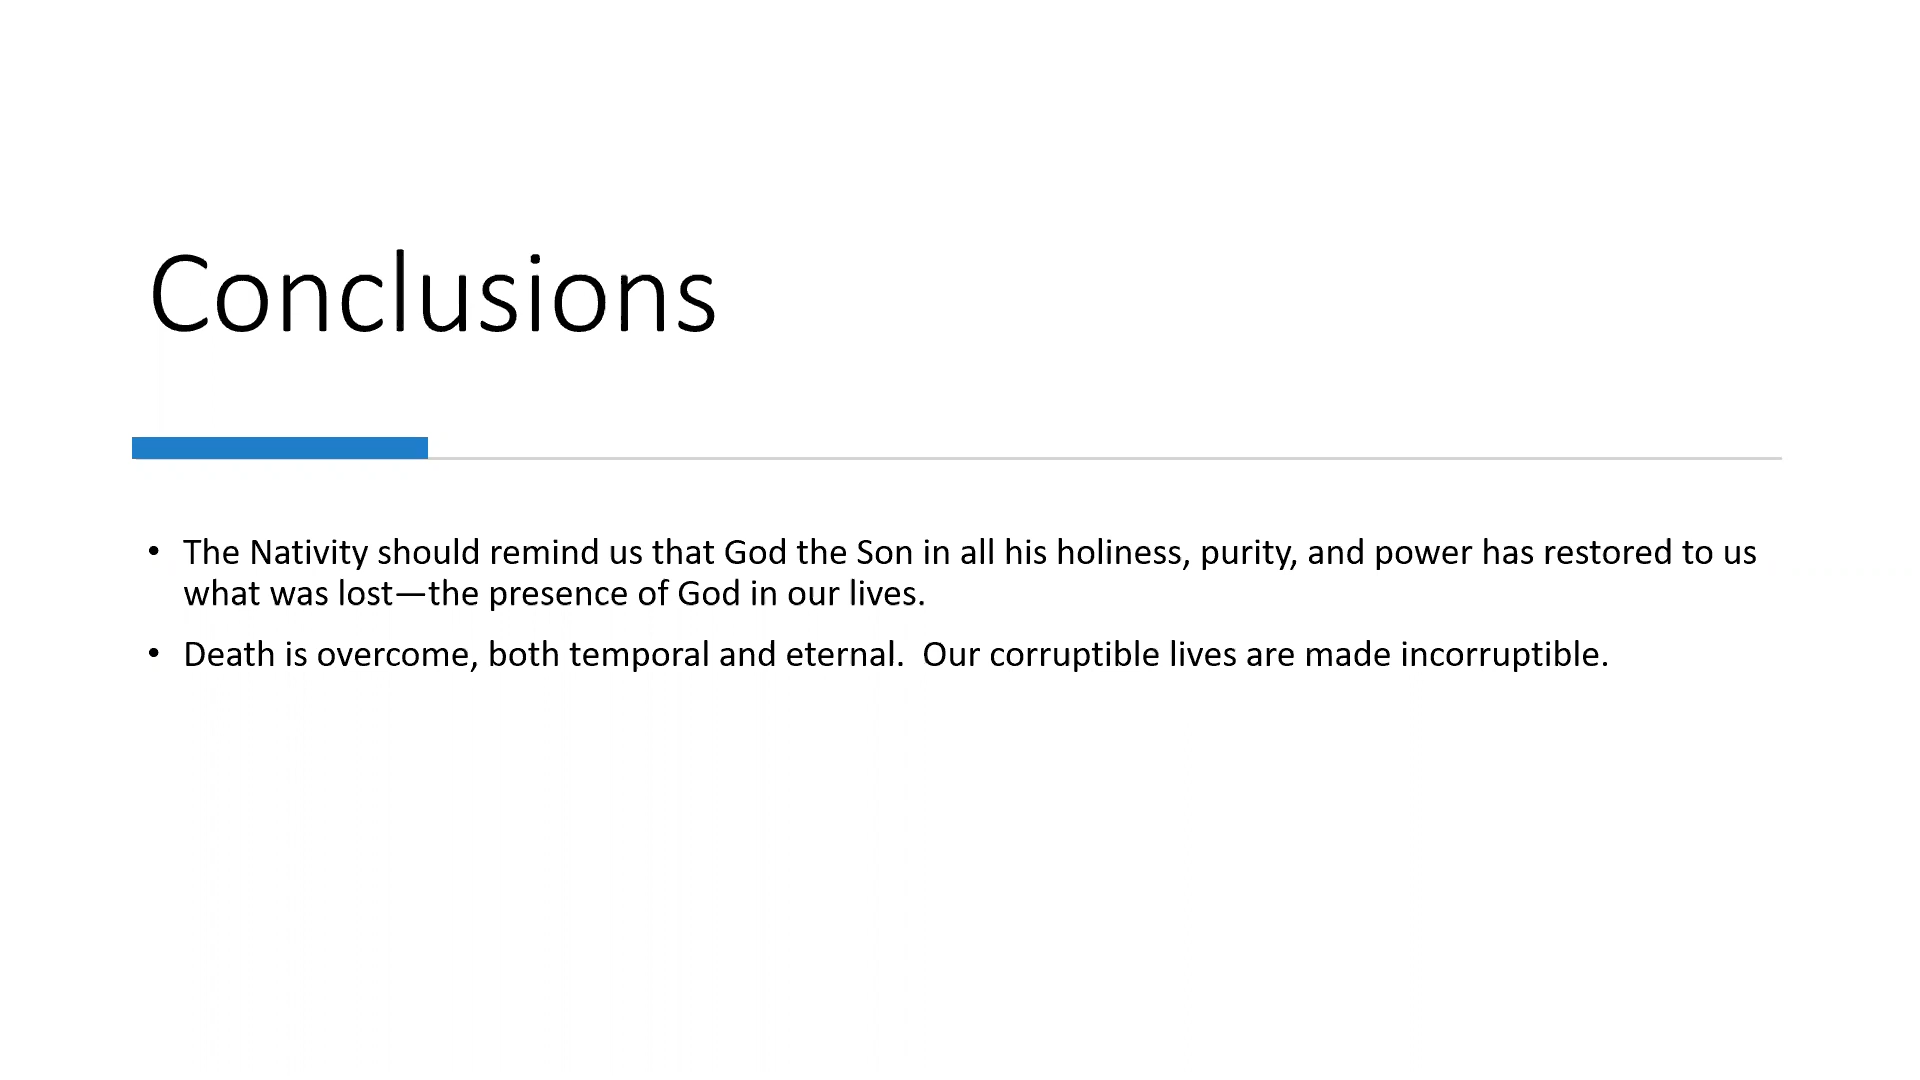 Conclusions
• The Nativity should remind us that God the Son in all his holiness, purity, and power has restored to us
what was lost—the presence of God in our lives.
• Death is overcome, both temporal and eternal.  Our corruptible lives are made incorruptible.